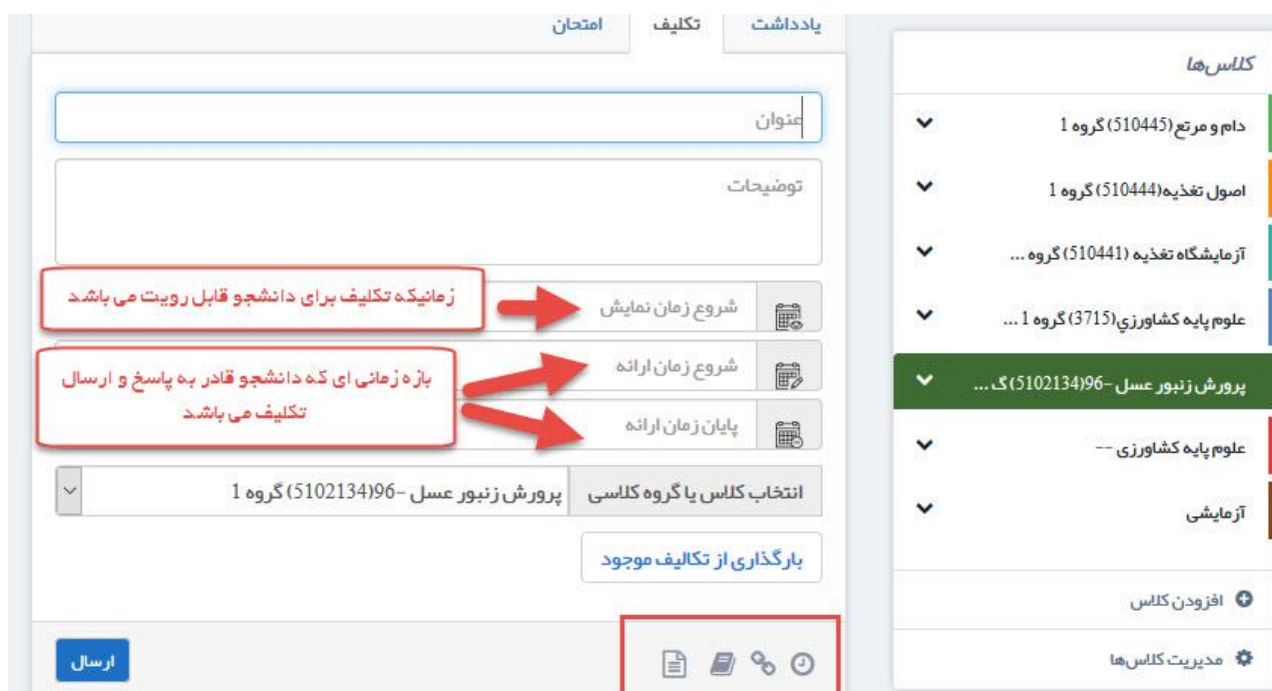 کلاس‌ها
دام و مرتع(510445) گروه 1
اصول تغذیه(510444) گروه 1
آزمایشگاه تغذیه (510441) گروه ...
علوم پایه کشاورزي(3715) گروه 1 ...
پرورش زنبور عسل -96(5102134) گ ...
علوم پایه کشاورزی --
آزمایشی
افزودن کلاس
مدیریت کلاس‌ها
یادداشت تکلیف امتحان
عنوان
توضیحات
شروع زمان نمایش
زمانیکه تکلیف برای دانشجو قابل رویت می باشد
شروع زمان ارائه
پایان زمان ارائه
بازه زمانی ای که دانشجو قادر به پاسخ و ارسال
تکلیف می باشد
انتخاب کلاس یا گروه کلاسی پرورش زنبور عسل -96(5102134) گروه 1
بارگذاری از تکالیف موجود
ارسال